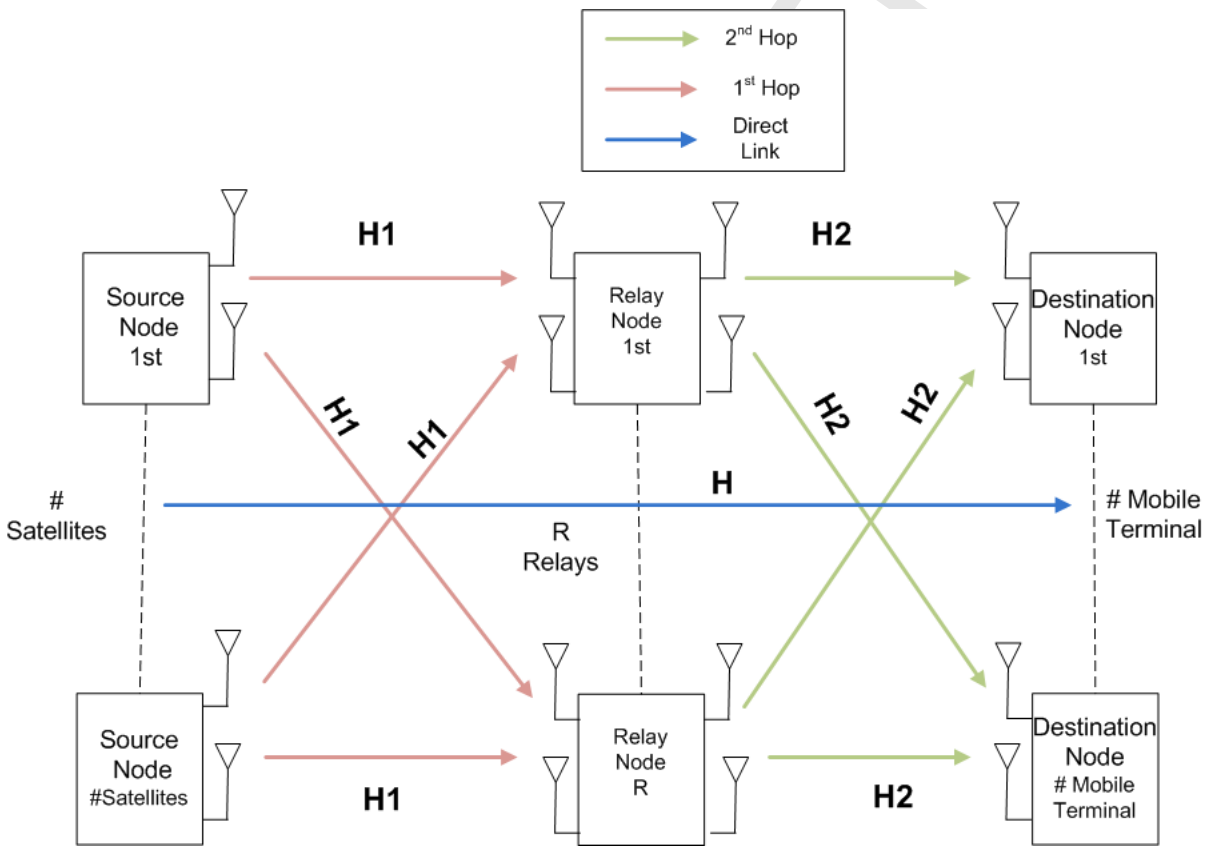 2nd Hop
1st Hop
Direct
Link
H1
H2
Source
Node
1st
Relay
Node
1st
Destination
Node
1st
H1
H1
H2
H2
H
#
Satellites
R
Relays
# Mobile
Terminal
Source
Node
#Satellites
Relay
Node
R
Destination
Node
# Mobile
Terminal
H1
H2